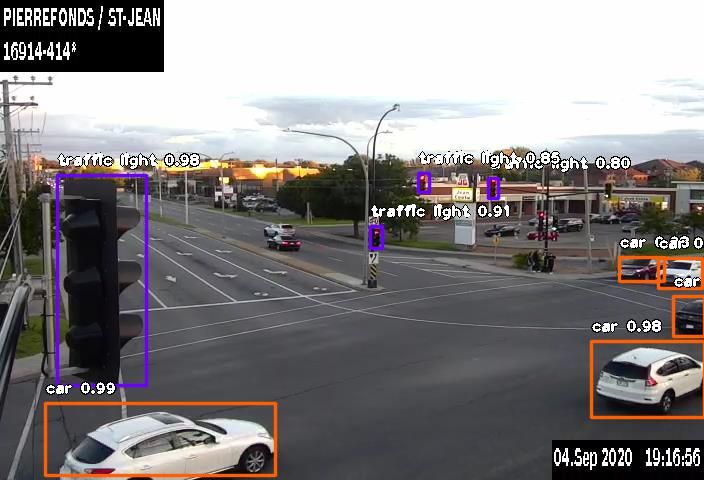 PIERREFONDS / ST-JEAN
16914-414*
traffic light 0.98
traffic light 0.85
traffic light 0.80
traffic light 0.91
car 0.98
car 0.99
Jean
04.Sep 2020 19:16:56